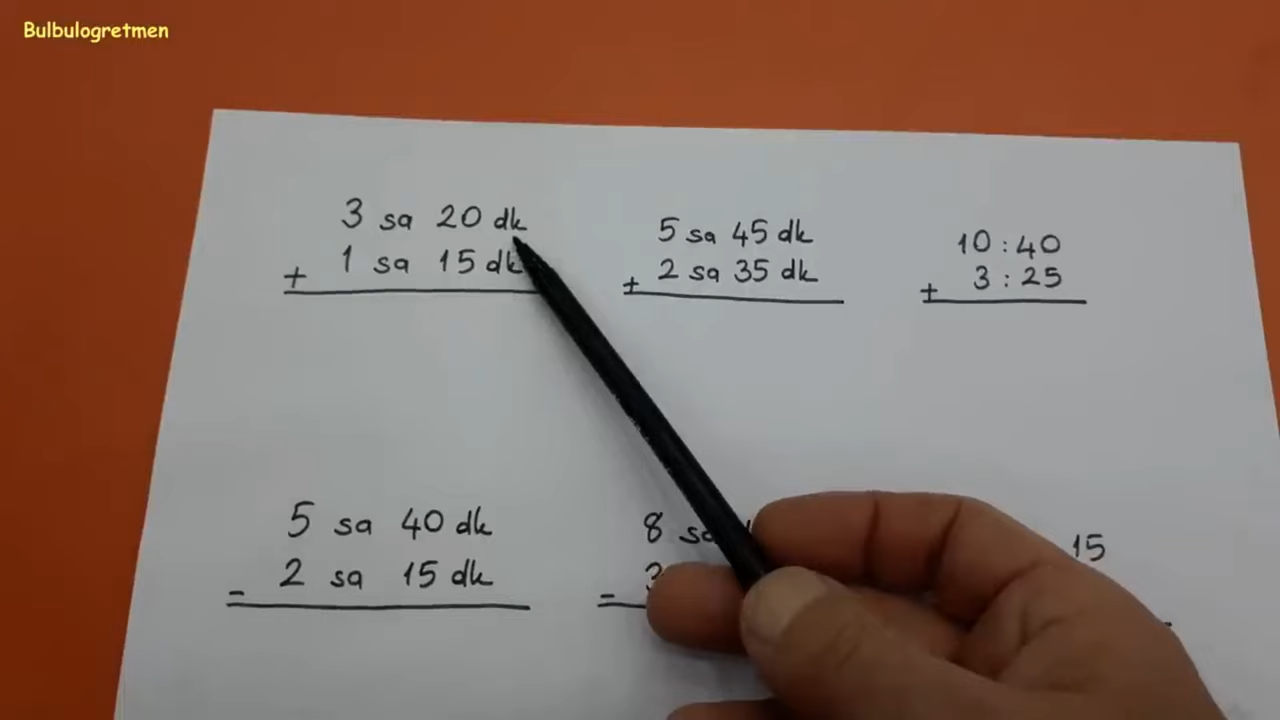 Bulbulogretmen
3 sa 20 dk
+ 1 sa 15 dk
5 sa 45 dk
+ 2 sa 35 dk
10 : 40
+ 3 : 25
5 sa 40 dk
- 2 sa 15 dk
8 sa
-
15